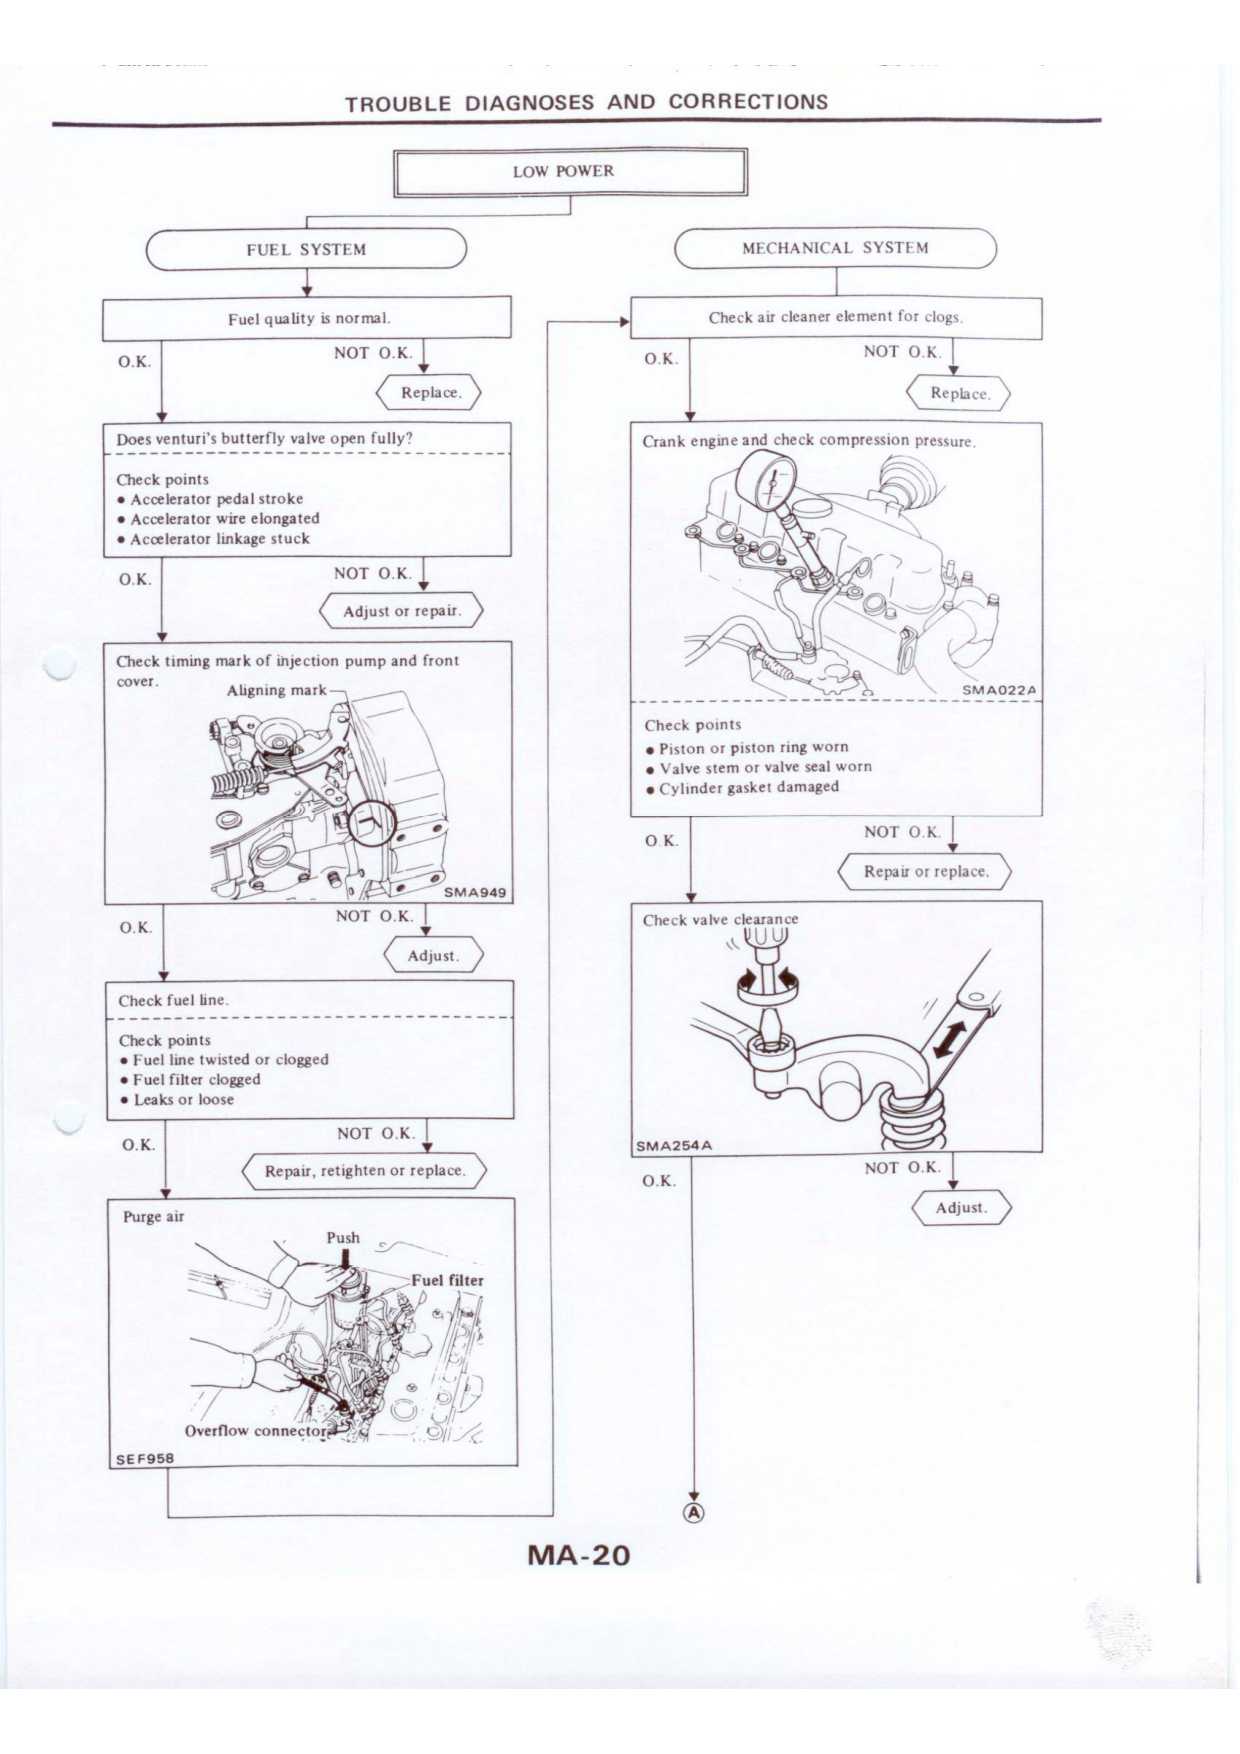 TROUBLE DIAGNOSES AND CORRECTIONS
LOW POWER
FUEL SYSTEM
Fuel quality is normal.
O.K.
NOT O.K.
Replace.
Does venturi's butterfly valve open fully?
Check points
• Accelerator pedal stroke
• Accelerator wire elongated
• Accelerator linkage stuck
O.K.
NOT O.K.
Adjust or repair.
Check timing mark of injection pump and front
cover.
Aligning mark
SMA949
O.K.
NOT O.K.
Adjust.
Check fuel line.
Check points
• Fuel line twisted or clogged
• Fuel filter clogged
• Leaks or loose
O.K.
NOT O.K.
Repair, retighten or replace.
Purge air
Push
Fuel filter
Overflow connector
SEF958
MECHANICAL SYSTEM
Check air cleaner element for clogs.
O.K.
NOT O.K.
Replace.
Crank engine and check compression pressure.
SMA022A
Check points
• Piston or piston ring worn
• Valve stem or valve seal worn
• Cylinder gasket damaged
O.K.
NOT O.K.
Repair or replace.
Check valve clearance
SMA254A
O.K.
NOT O.K.
Adjust.
A
MA-20